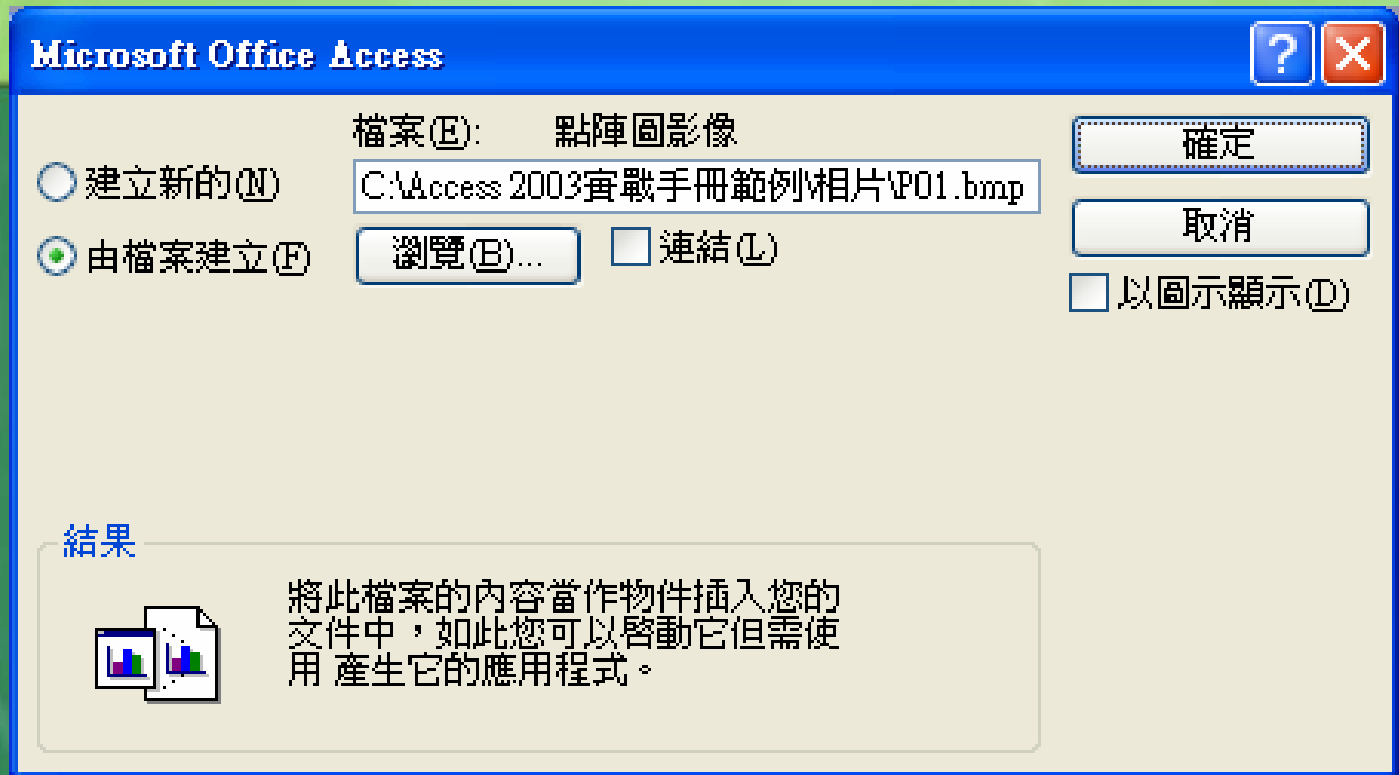 Microsoft Office Access
檔案(E): 點陣圖影像
建立新的(N)
C:\Access 2003實戰手冊範例\相片\P01.bmp
確定
由檔案建立(F)
瀏覽(B)...
連結(L)
取消
以圖示顯示(D)
結果
將此檔案的內容當作物件插入您的
文件中，如此您可以啓動它但需使
用 產生它的應用程式。